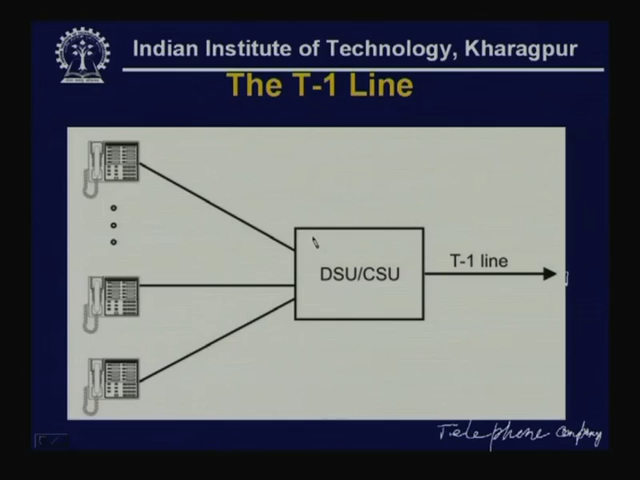 Indian Institute of Technology, Kharagpur
The T-1 Line
DSU/CSU
T-1 line
Telephone Company